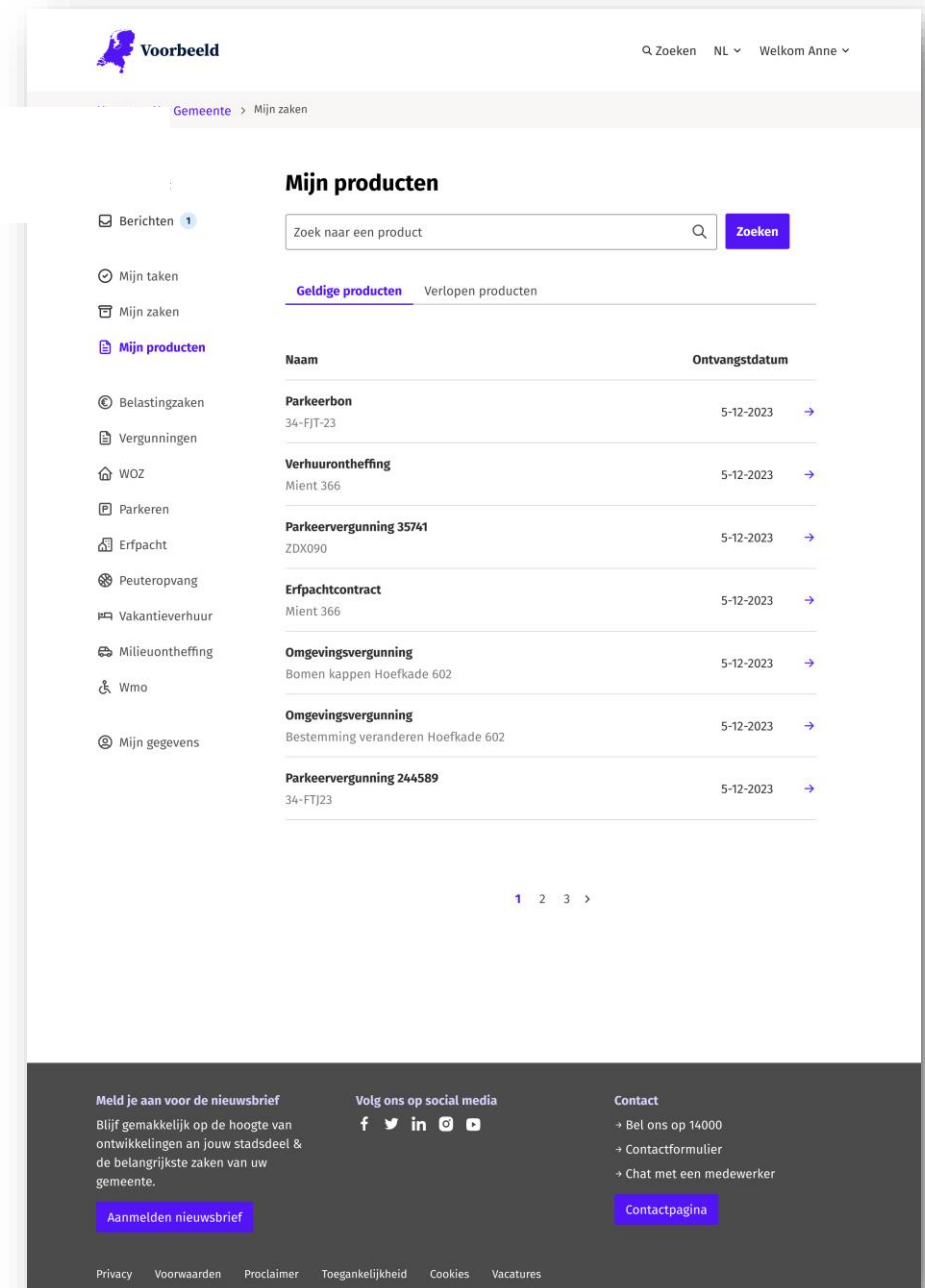 Voorbeeld
Zoeken NL Welkom Anne
Gemeente > Mijn zaken
Mijn producten
Berichten 1
Mijn taken
Mijn zaken
Mijn producten
Belastingzaken
Vergunningen
WOZ
Parkeren
Erfpacht
Peuteropvang
Vakantieverhuur
Milieuontheffing
Wmo
Mijn gegevens
Zoek naar een product
Zoeken
Geldige producten Verlopen producten
Naam Ontvangstdatum
Parkeerbon
34-FJT-23
5-12-2023 →
Verhuurontheffing
Mient 366
5-12-2023 →
Parkeervergunning 35741
ZDX090
5-12-2023 →
Erfpachtcontract
Mient 366
5-12-2023 →
Omgevingsvergunning
Bomen kappen Hoefkade 602
5-12-2023 →
Omgevingsvergunning
Bestemming veranderen Hoefkade 602
5-12-2023 →
Parkeervergunning 244589
34-FTJ23
5-12-2023 →
1 2 3 >
Meld je aan voor de nieuwsbrief
Blijf gemakkelijk op de hoogte van
ontwikkelingen an jouw stadsdeel &
de belangrijkste zaken van uw
gemeente.
Aanmelden nieuwsbrief
Volg ons op social media
Contact
→ Bel ons op 14000
→ Contactformulier
→ Chat met een medewerker
Contactpagina
Privacy Voorwaarden Proclaimer Toegankelijkheid Cookies Vacatures